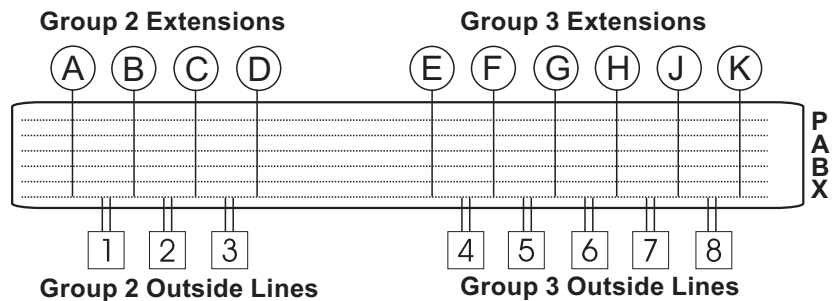 Group 2 Extensions Group 3 Extensions
A B C D E F G H J K
P
A
B
X
1 2 3 4 5 6 7 8
Group 2 Outside Lines Group 3 Outside Lines